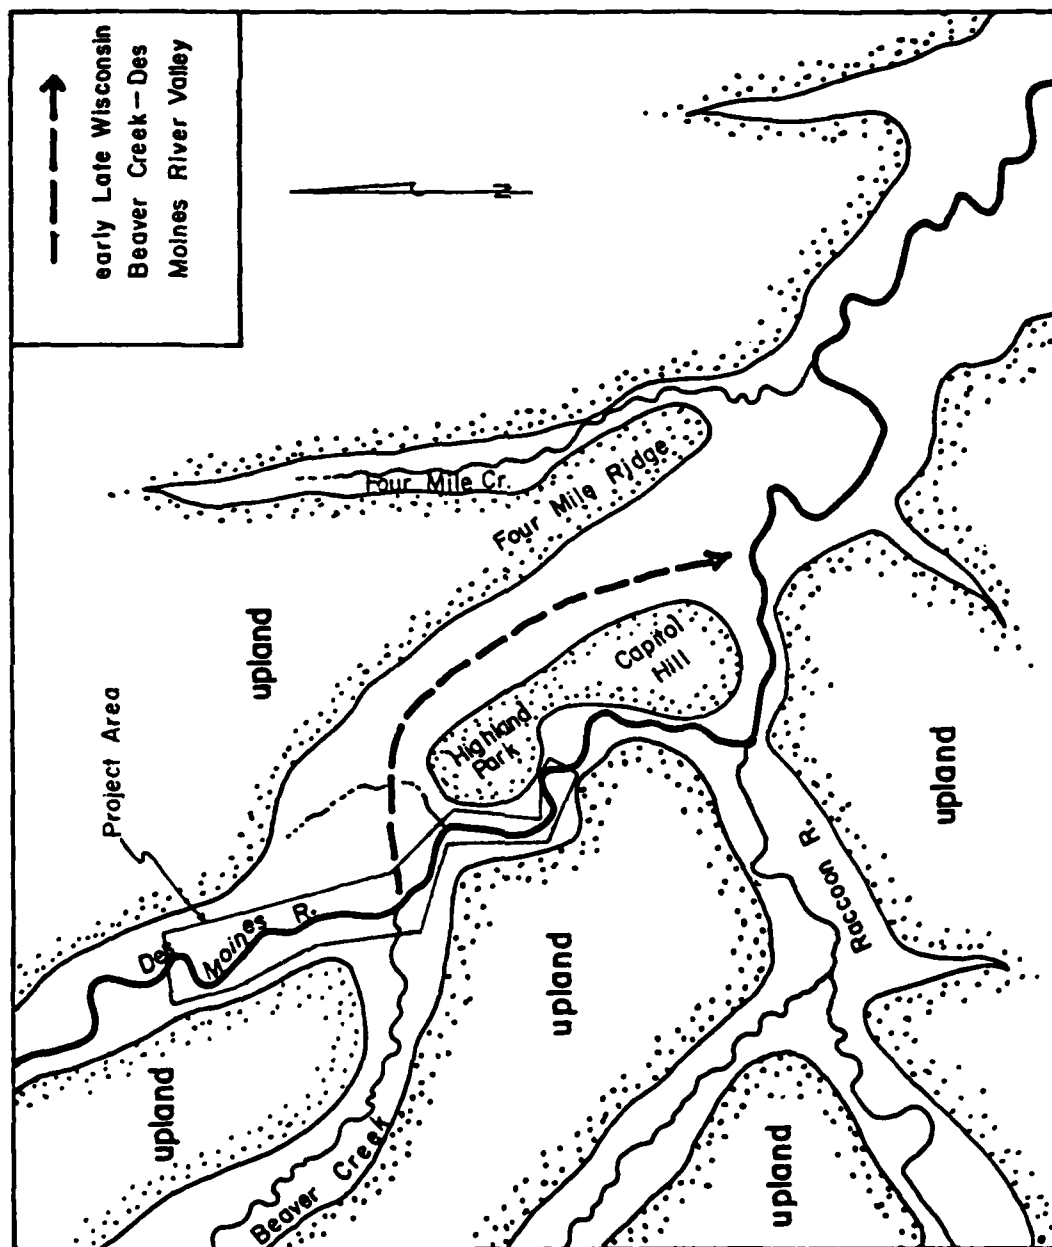 early Late Wisconsin
Beaver Creek – Des
Moines River Valley
N
Project Area
upland
Four Mile Cr.
Four Mile Ridge
Des Moines R.
Highland
Park
Capitol
Hill
upland
Beaver Creek
upland
Raccoon R.
upland
upland